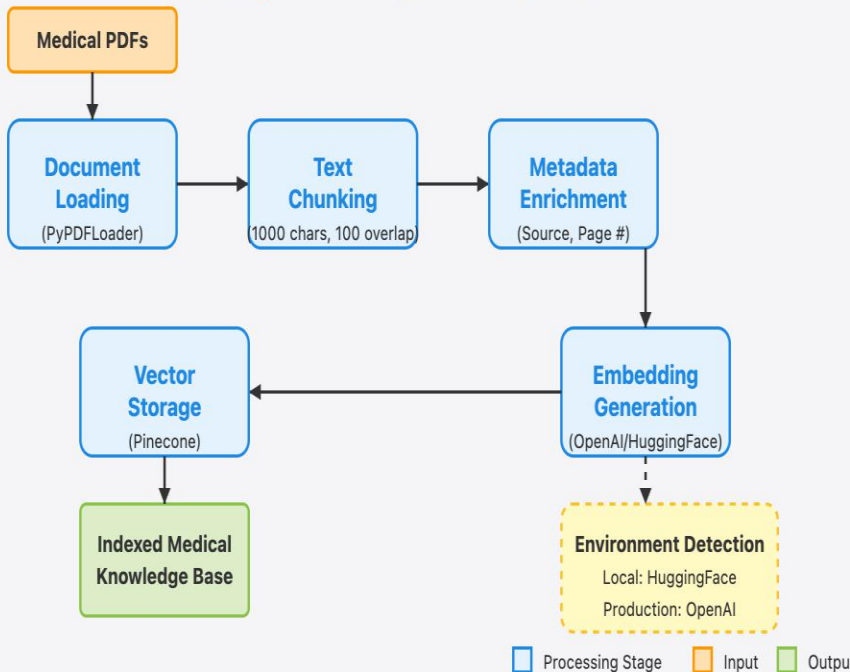 Medical PDFs
Document
Loading
(PyPDFLoader)
Text
Chunking
(1000 chars, 100 overlap)
Metadata
Enrichment
(Source, Page #)
Vector
Storage
(Pinecone)
Embedding
Generation
(OpenAI/HuggingFace)
Indexed Medical
Knowledge Base
Environment Detection
Local: HuggingFace
Production: OpenAI
Processing Stage
Input
Outpu